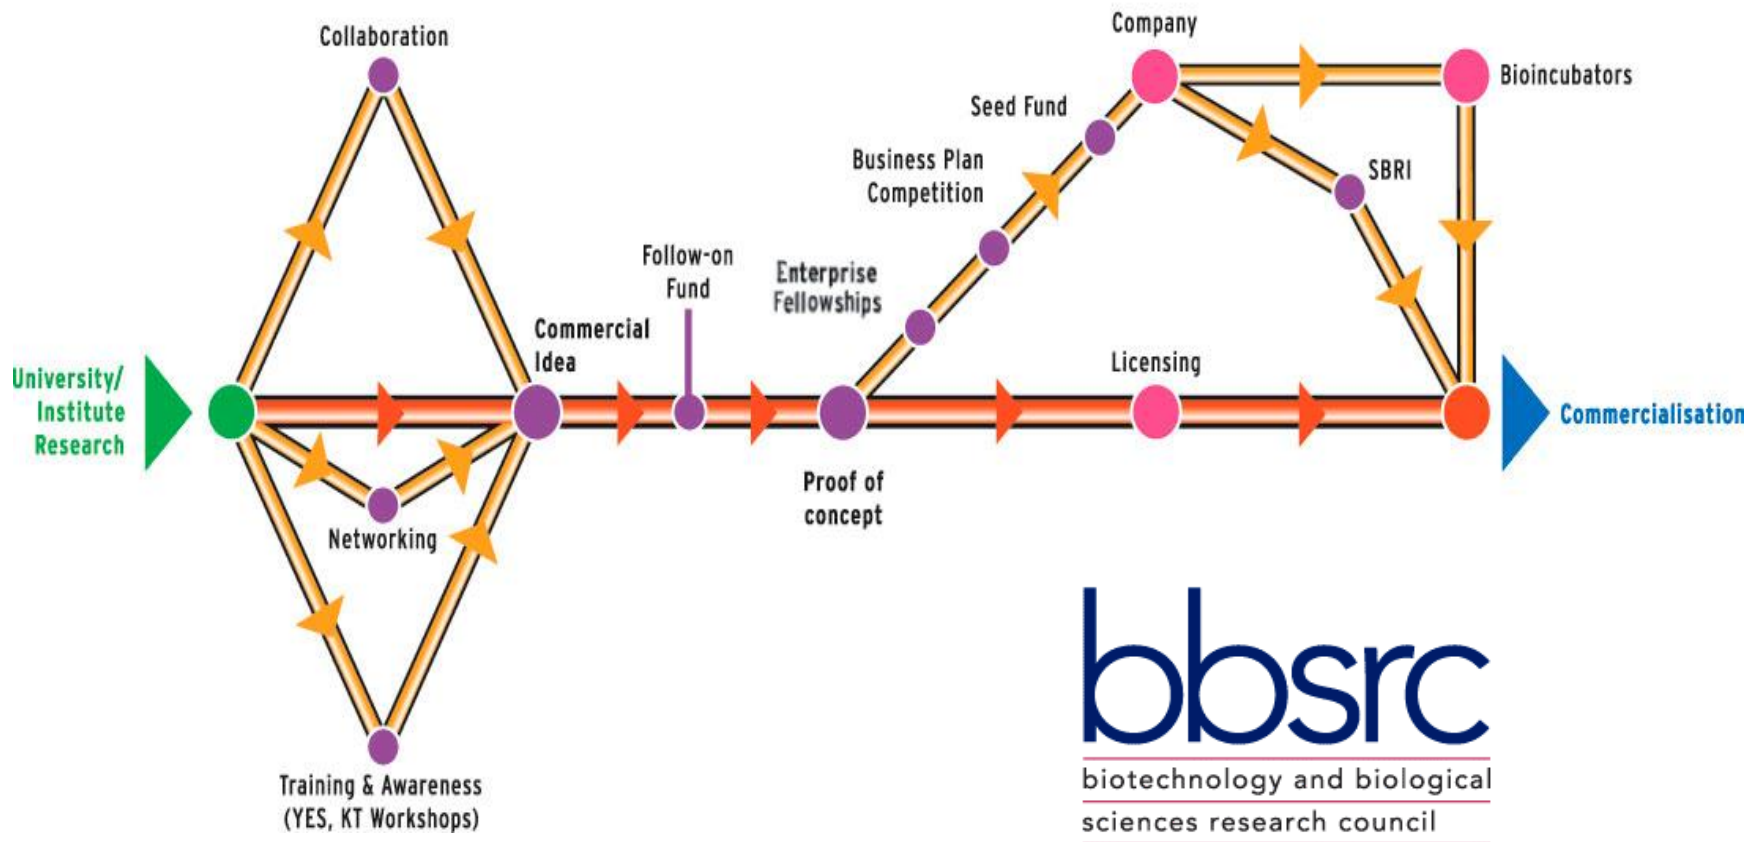 Collaboration
Company
Bioincubators
Seed Fund
Business Plan
Competition
SBRI
Follow-on
Fund
Enterprise
Fellowships
Commercial
Idea
Licensing
University/
Institute
Research
Commercialisation
Proof of
concept
Networking
Training & Awareness
(YES, KT Workshops)
bbsrc
biotechnology and biological
sciences research council